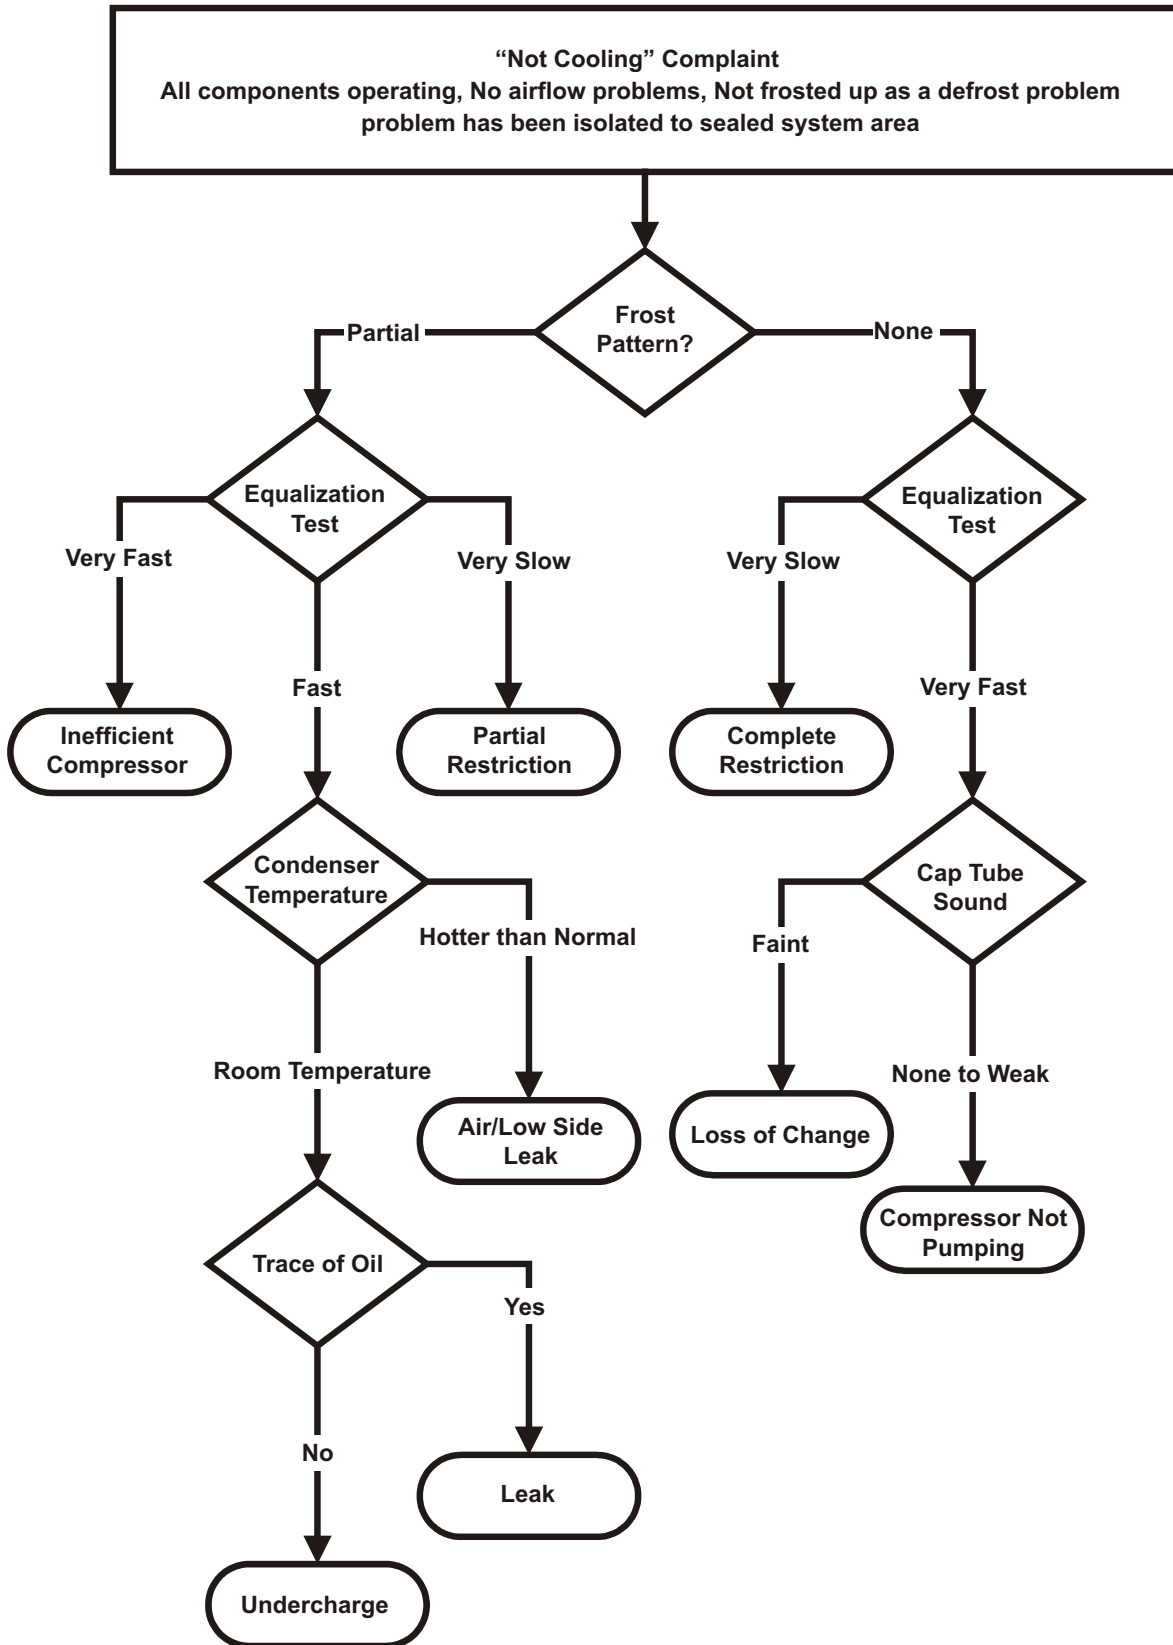 “Not Cooling” Complaint
All components operating, No airflow problems, Not frosted up as a defrost problem
problem has been isolated to sealed system area
Frost
Pattern?
Partial
None
Equalization
Test
Equalization
Test
Very Fast
Very Slow
Very Slow
Fast
Very Fast
Inefficient
Compressor
Partial
Restriction
Complete
Restriction
Condenser
Temperature
Cap Tube
Sound
Hotter than Normal
Faint
Room Temperature
None to Weak
Air/Low Side
Leak
Loss of Change
Compressor Not
Pumping
Trace of Oil
Yes
No
Leak
Undercharge